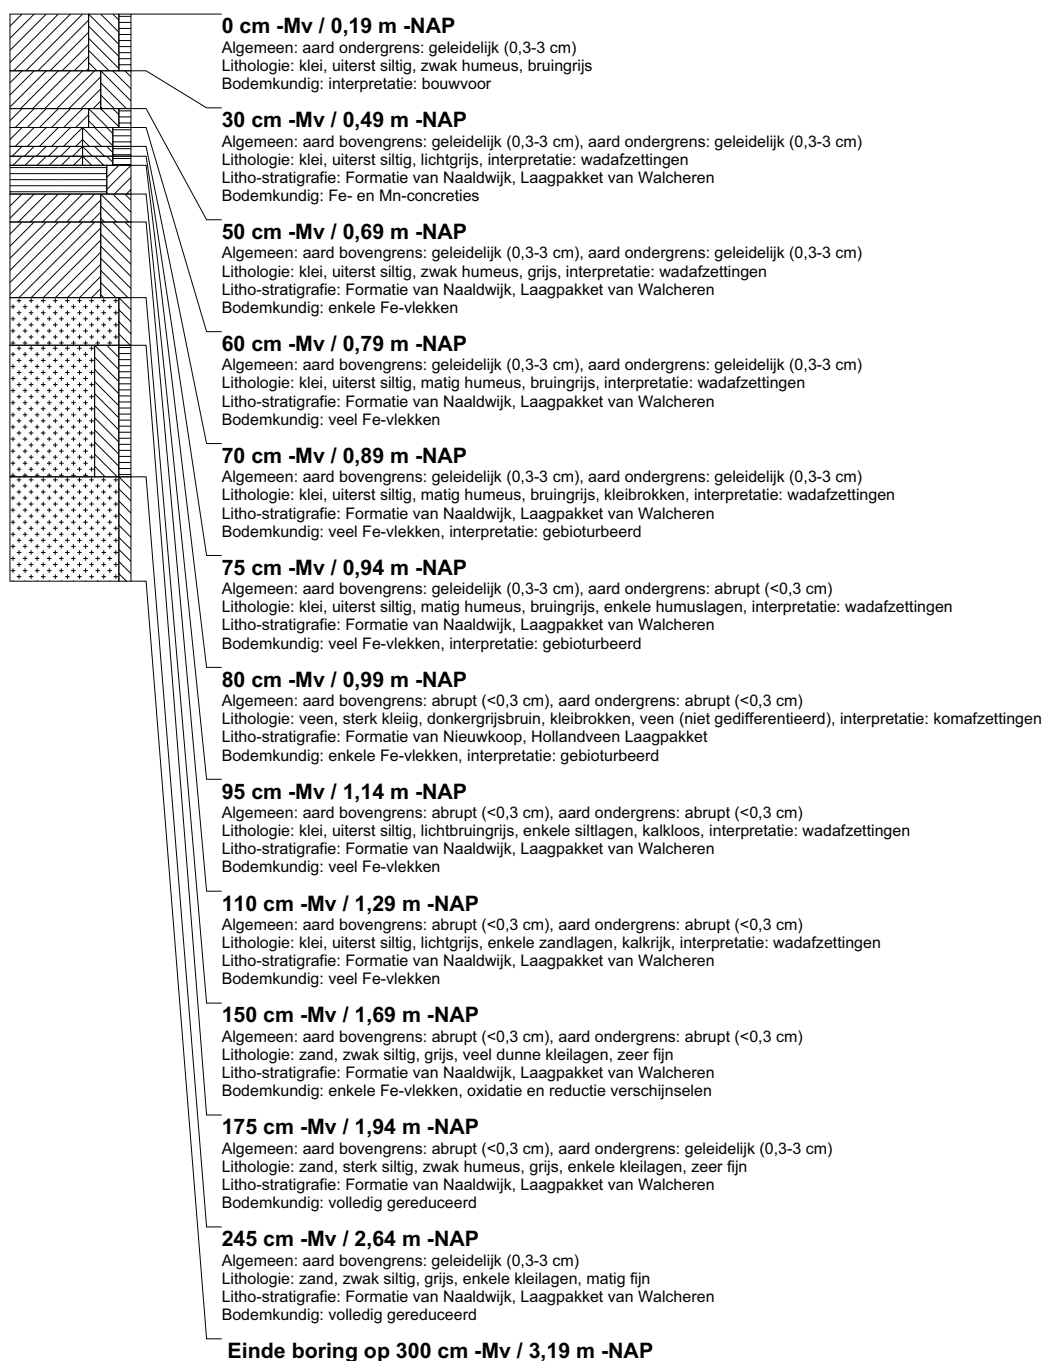 0 cm -Mv / 0,19 m -NAP
Algemeen: aard ondergrens: geleidelijk (0,3-3 cm)
Lithologie: klei, uiterst siltig, zwak humeus, bruingrijs
Bodemkundig: interpretatie: bouwvoor
30 cm -Mv / 0,49 m -NAP
Algemeen: aard bovengrens: geleidelijk (0,3-3 cm), aard ondergrens: geleidelijk (0,3-3 cm)
Lithologie: klei, uiterst siltig, lichtgrijs, interpretatie: wadafzettingen
Litho-stratigrafie: Formatie van Naaldwijk, Laagpakket van Walcheren
Bodemkundig: Fe- en Mn-concreties
50 cm -Mv / 0,69 m -NAP
Algemeen: aard bovengrens: geleidelijk (0,3-3 cm), aard ondergrens: geleidelijk (0,3-3 cm)
Lithologie: klei, uiterst siltig, zwak humeus, grijs, interpretatie: wadafzettingen
Litho-stratigrafie: Formatie van Naaldwijk, Laagpakket van Walcheren
Bodemkundig: enkele Fe-vlekken
60 cm -Mv / 0,79 m -NAP
Algemeen: aard bovengrens: geleidelijk (0,3-3 cm), aard ondergrens: geleidelijk (0,3-3 cm)
Lithologie: klei, uiterst siltig, matig humeus, bruingrijs, interpretatie: wadafzettingen
Litho-stratigrafie: Formatie van Naaldwijk, Laagpakket van Walcheren
Bodemkundig: veel Fe-vlekken
70 cm -Mv / 0,89 m -NAP
Algemeen: aard bovengrens: geleidelijk (0,3-3 cm), aard ondergrens: geleidelijk (0,3-3 cm)
Lithologie: klei, uiterst siltig, matig humeus, bruingrijs, kleibrokken, interpretatie: wadafzettingen
Litho-stratigrafie: Formatie van Naaldwijk, Laagpakket van Walcheren
Bodemkundig: veel Fe-vlekken, interpretatie: gebioturbeerd
75 cm -Mv / 0,94 m -NAP
Algemeen: aard bovengrens: geleidelijk (0,3-3 cm), aard ondergrens: abrupt (<0,3 cm)
Lithologie: klei, uiterst siltig, matig humeus, bruingrijs, enkele humuslagen, interpretatie: wadafzettingen
Litho-stratigrafie: Formatie van Naaldwijk, Laagpakket van Walcheren
Bodemkundig: veel Fe-vlekken, interpretatie: gebioturbeerd
80 cm -Mv / 0,99 m -NAP
Algemeen: aard bovengrens: abrupt (<0,3 cm), aard ondergrens: abrupt (<0,3 cm)
Lithologie: veen, sterk kleiig, donkergrijsbruin, kleibrokken, veen (niet gedifferentieerd), interpretatie: komafzettingen
Litho-stratigrafie: Formatie van Nieuwkoop, Hollandveen Laagpakket
Bodemkundig: enkele Fe-vlekken, interpretatie: gebioturbeerd
95 cm -Mv / 1,14 m -NAP
Algemeen: aard bovengrens: abrupt (<0,3 cm), aard ondergrens: abrupt (<0,3 cm)
Lithologie: klei, uiterst siltig, lichtbruingrijs, enkele siltlagen, kalkloos, interpretatie: wadafzettingen
Litho-stratigrafie: Formatie van Naaldwijk, Laagpakket van Walcheren
Bodemkundig: veel Fe-vlekken
110 cm -Mv / 1,29 m -NAP
Algemeen: aard bovengrens: abrupt (<0,3 cm), aard ondergrens: abrupt (<0,3 cm)
Lithologie: klei, uiterst siltig, lichtgrijs, enkele zandlagen, kalkrijk, interpretatie: wadafzettingen
Litho-stratigrafie: Formatie van Naaldwijk, Laagpakket van Walcheren
Bodemkundig: veel Fe-vlekken
150 cm -Mv / 1,69 m -NAP
Algemeen: aard bovengrens: abrupt (<0,3 cm), aard ondergrens: abrupt (<0,3 cm)
Lithologie: zand, zwak siltig, grijs, veel dunne kleilagen, zeer fijn
Litho-stratigrafie: Formatie van Naaldwijk, Laagpakket van Walcheren
Bodemkundig: enkele Fe-vlekken, oxidatie en reductie verschijnselen
175 cm -Mv / 1,94 m -NAP
Algemeen: aard bovengrens: abrupt (<0,3 cm), aard ondergrens: geleidelijk (0,3-3 cm)
Lithologie: zand, sterk siltig, zwak humeus, grijs, enkele kleilagen, zeer fijn
Litho-stratigrafie: Formatie van Naaldwijk, Laagpakket van Walcheren
Bodemkundig: volledig gereduceerd
245 cm -Mv / 2,64 m -NAP
Algemeen: aard bovengrens: geleidelijk (0,3-3 cm)
Lithologie: zand, zwak siltig, grijs, enkele kleilagen, matig fijn
Litho-stratigrafie: Formatie van Naaldwijk, Laagpakket van Walcheren
Bodemkundig: volledig gereduceerd
Einde boring op 300 cm -Mv / 3,19 m -NAP